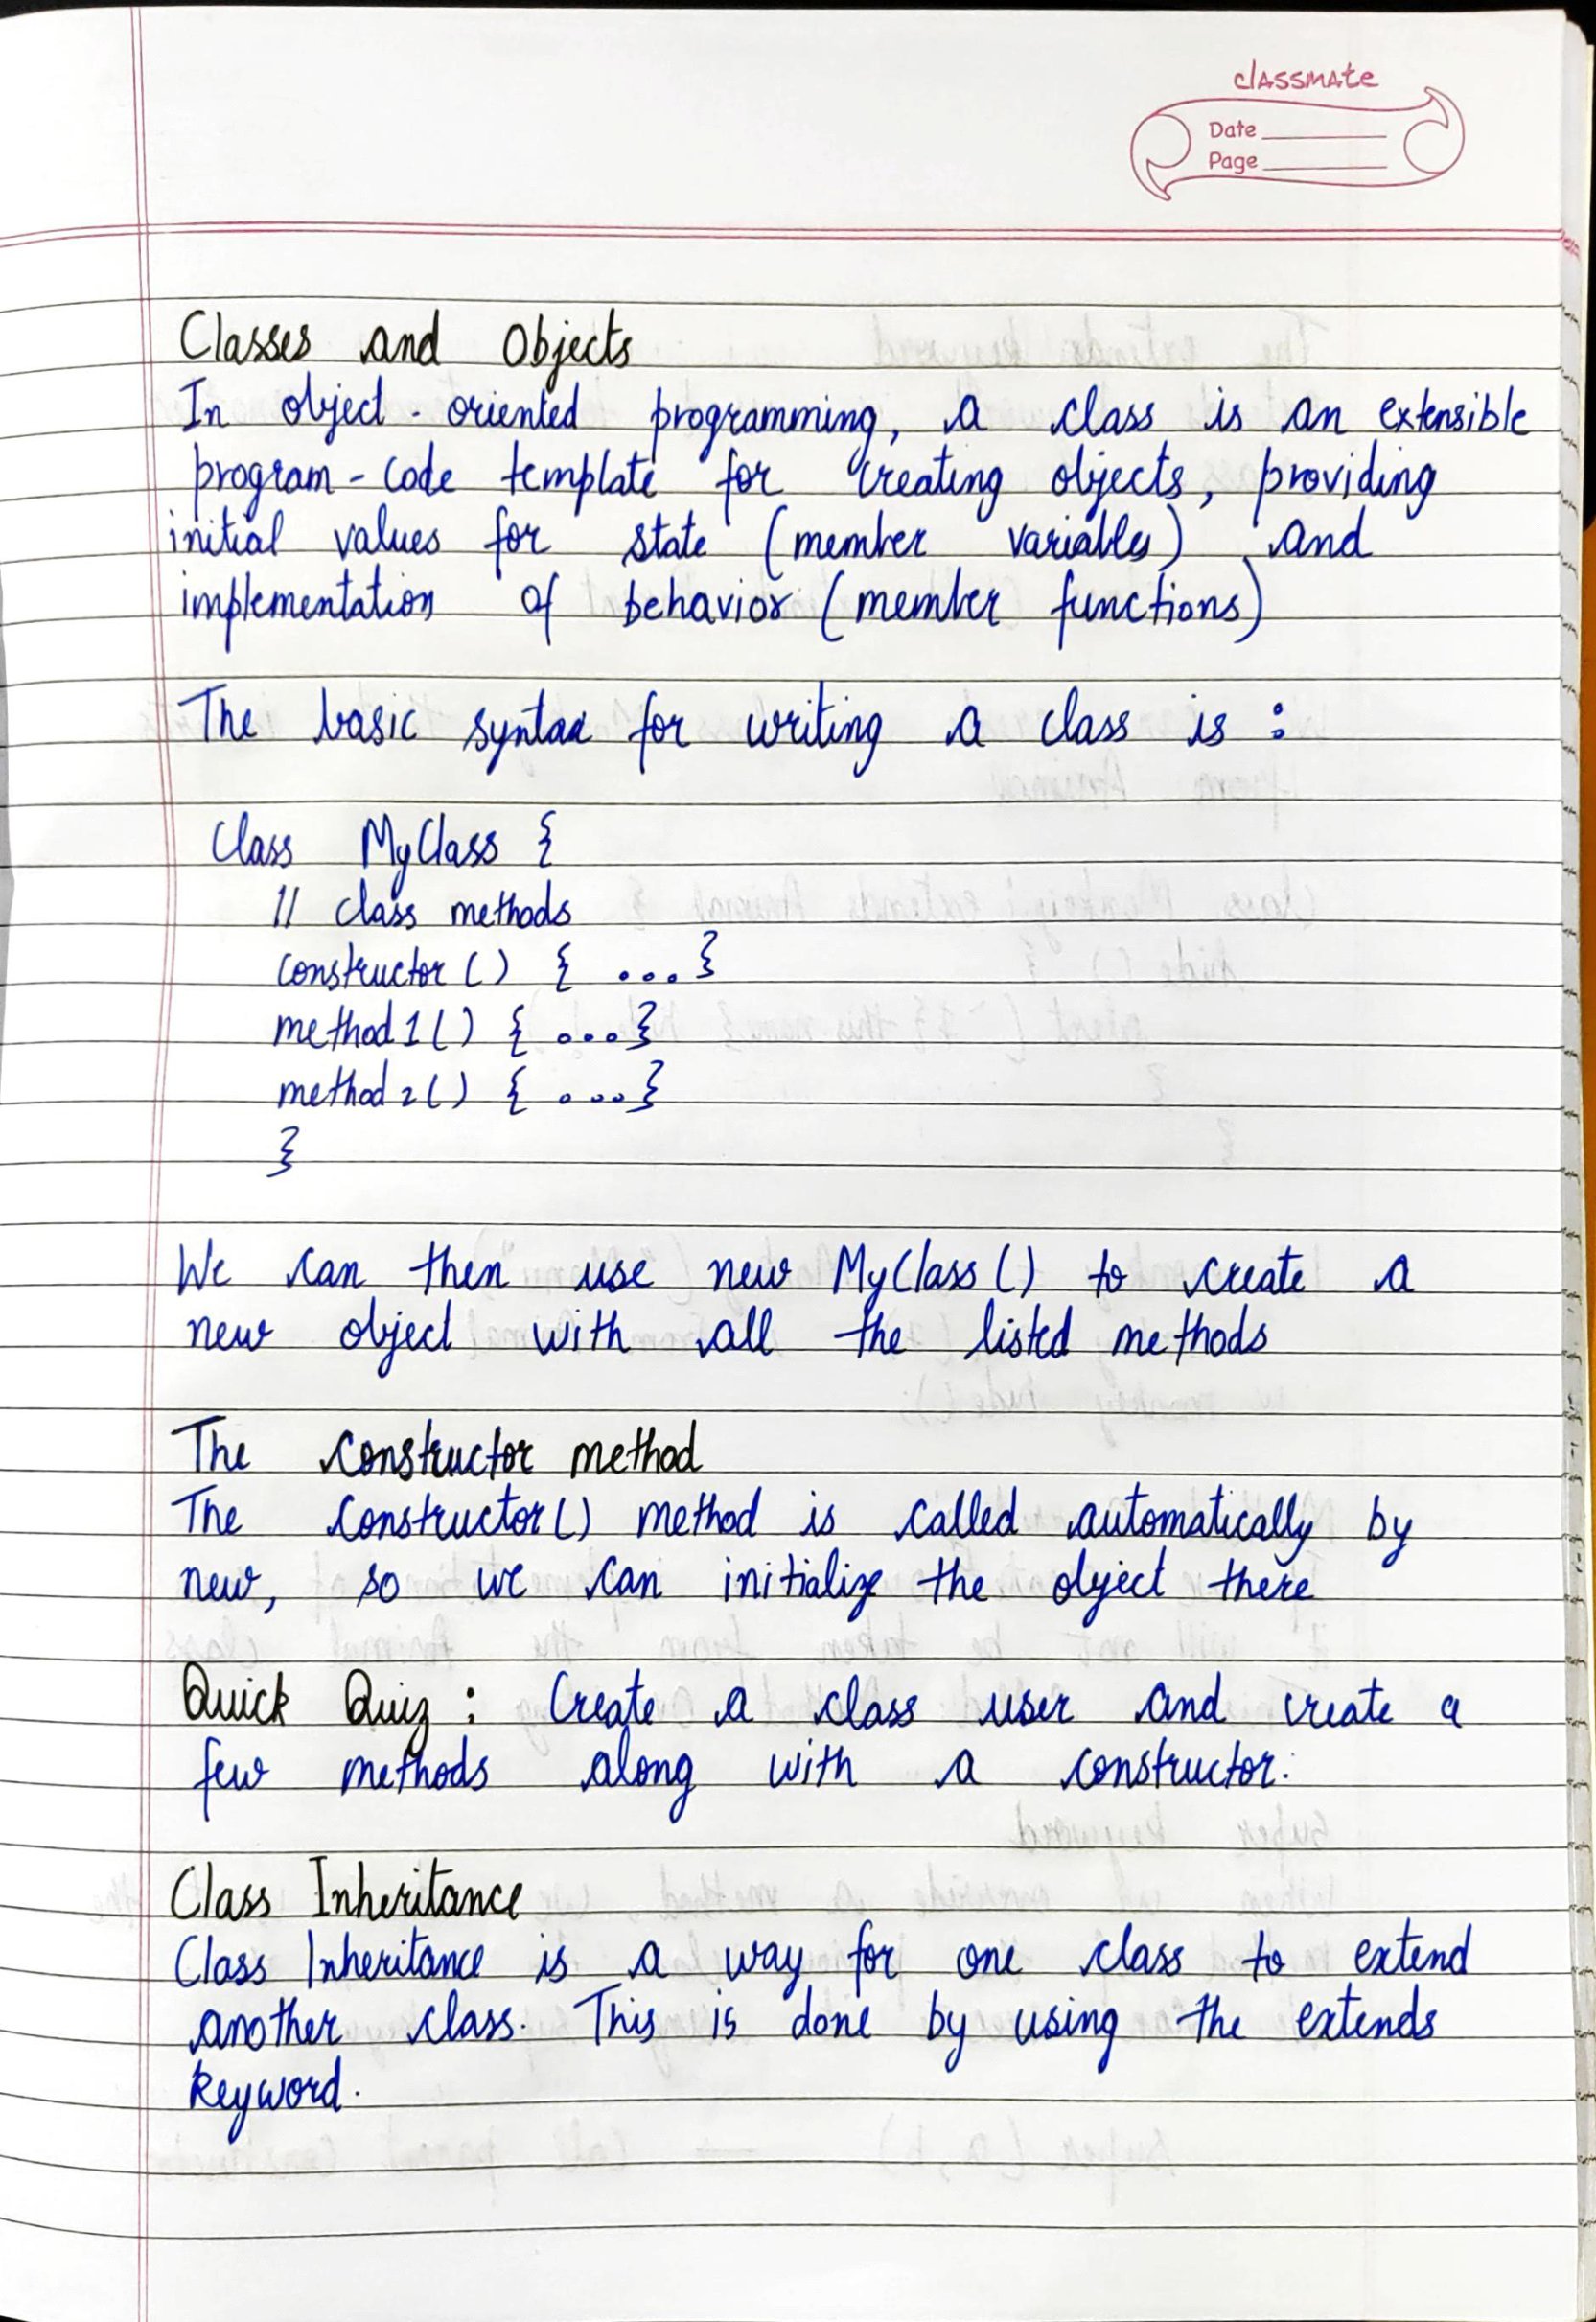 classmate
Date
Page
Classes and Objects
In object-oriented programming, a class is an extensible
program-code template for creating objects, providing
initial values for state (member variables) and
implementation of behavior (member functions)
The basic syntax for writing a class is :
Class MyClass {
// class methods
constructor () { ...}
method1() { ...}
method2() { ...}
}
We can then use new MyClass() to create a
new object with all the listed methods
The constructor method
The constructor() method is called automatically by
new, so we can initialize the object there
Quick Quiz : Create a class user and create a
few methods along with a constructor.
Class Inheritance
Class Inheritance is a way for one class to extend
another class. This is done by using the extends
keyword.